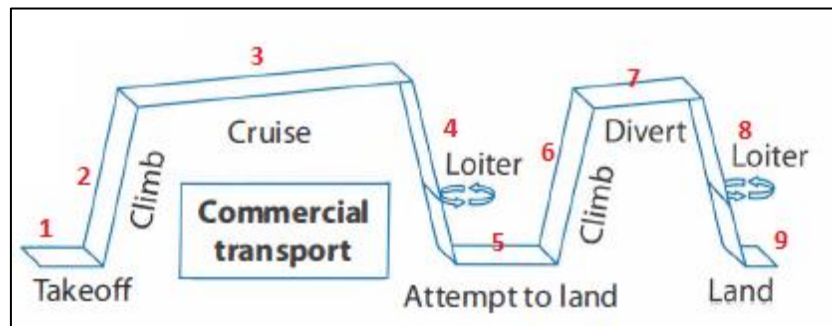 3
7
Cruise
4
Divert
8
2
Climb
Loiter
6
Climb
Loiter
Commercial
transport
1
5
9
Takeoff
Attempt to land
Land